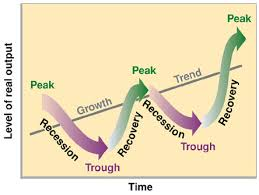 Level of real output
Peak
Recession
Trough
Growth
Recovery
Peak
Trend
Recession
Trough
Recovery
Peak
Time